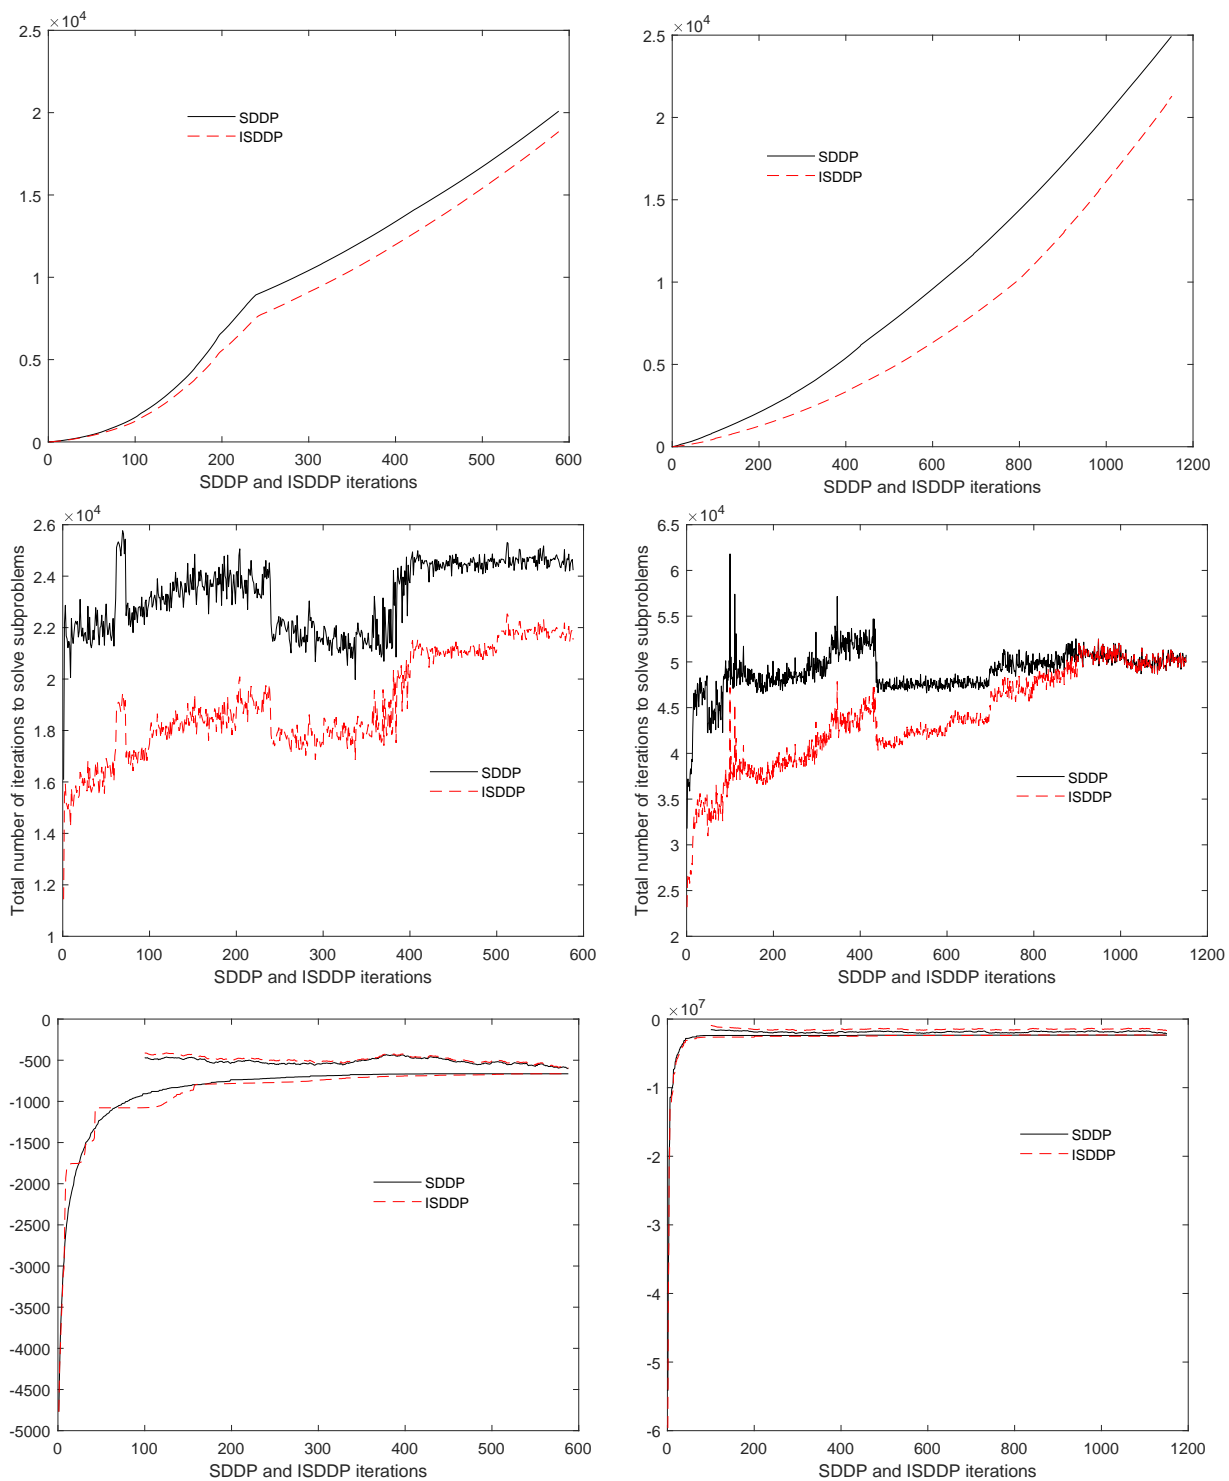 ×10⁴
2.5
2
1.5
1
0.5
0
0 100 200 300 400 500 600
SDDP
ISDDP
SDDP and ISDDP iterations
×10⁴
2.5
2
1.5
1
0.5
0
0 200 400 600 800 1000 1200
SDDP
ISDDP
SDDP and ISDDP iterations
×10⁴
2.6
2.4
2.2
2
1.8
1.6
1.4
1.2
1
0 100 200 300 400 500 600
Total number of iterations to solve subproblems
SDDP
ISDDP
SDDP and ISDDP iterations
×10⁴
6.5
6
5.5
5
4.5
4
3.5
3
2.5
2
0 200 400 600 800 1000 1200
Total number of iterations to solve subproblems
SDDP
ISDDP
SDDP and ISDDP iterations
0
-500
-1000
-1500
-2000
-2500
-3000
-3500
-4000
-4500
-5000
0 100 200 300 400 500 600
SDDP
ISDDP
SDDP and ISDDP iterations
×10⁷
0
-1
-2
-3
-4
-5
-6
0 200 400 600 800 1000 1200
SDDP
ISDDP
SDDP and ISDDP iterations